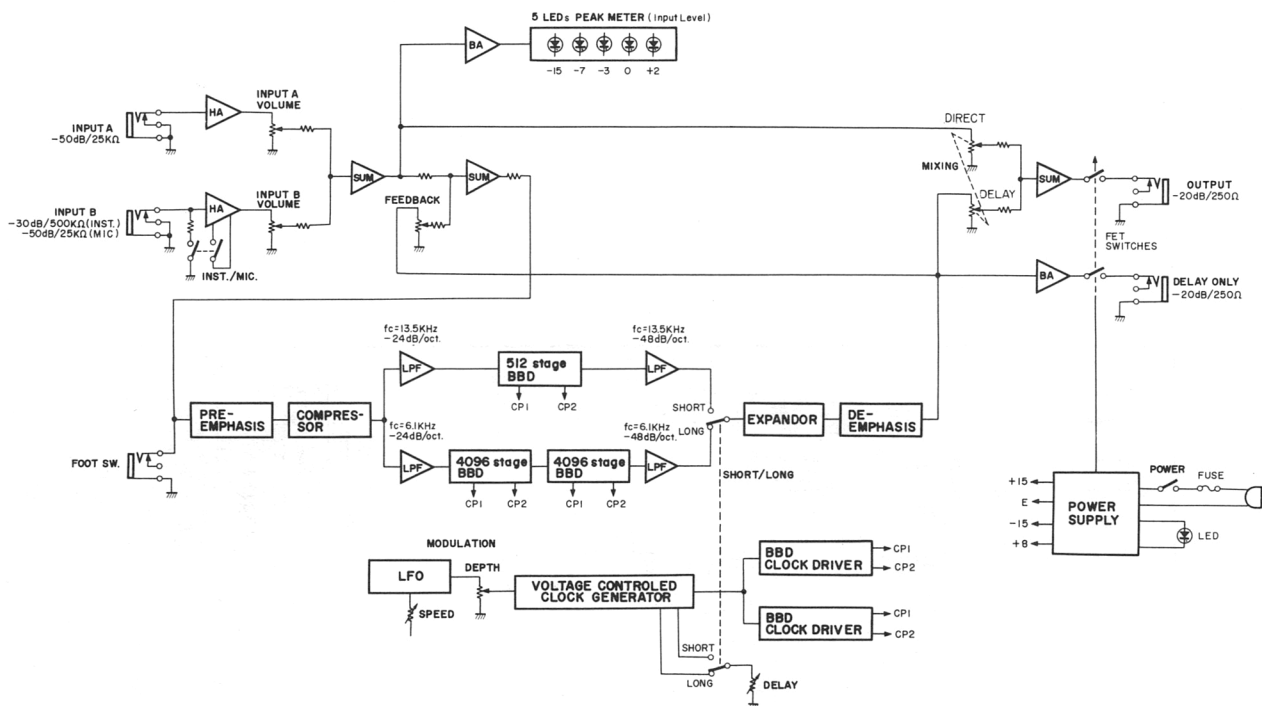 5 LEDs PEAK METER (Input Level)
BA
-15 -7 -3 0 +2
INPUT A
-50dB/25KΩ
HA
INPUT A
VOLUME
INPUT B
-30dB/500KΩ(INST.)
-50dB/25KΩ(MIC)
HA
INPUT B
VOLUME
INST./MIC.
SUM
FEEDBACK
SUM
DIRECT
MIXING
DELAY
SUM
OUTPUT
-20dB/250Ω
FET
SWITCHES
BA
DELAY ONLY
-20dB/250Ω
fc=13.5KHz
-24dB/oct.
LPF
512 stage
BBD
CP1 CP2
fc=13.5KHz
-48dB/oct.
LPF
PRE-
EMPHASIS
COMPRES-
SOR
FOOT SW.
fc=6.1KHz
-24dB/oct.
LPF
4096 stage
BBD
CP1 CP2
4096 stage
BBD
CP1 CP2
fc=6.1KHz
-48dB/oct.
LPF
SHORT
LONG
EXPANDOR
DE-
EMPHASIS
SHORT/LONG
+15
E
-15
+B
POWER
SUPPLY
POWER
FUSE
LED
MODULATION
LFO
DEPTH
SPEED
VOLTAGE CONTROLED
CLOCK GENERATOR
BBD
CLOCK DRIVER
CP1
CP2
BBD
CLOCK DRIVER
CP1
CP2
SHORT
LONG
DELAY